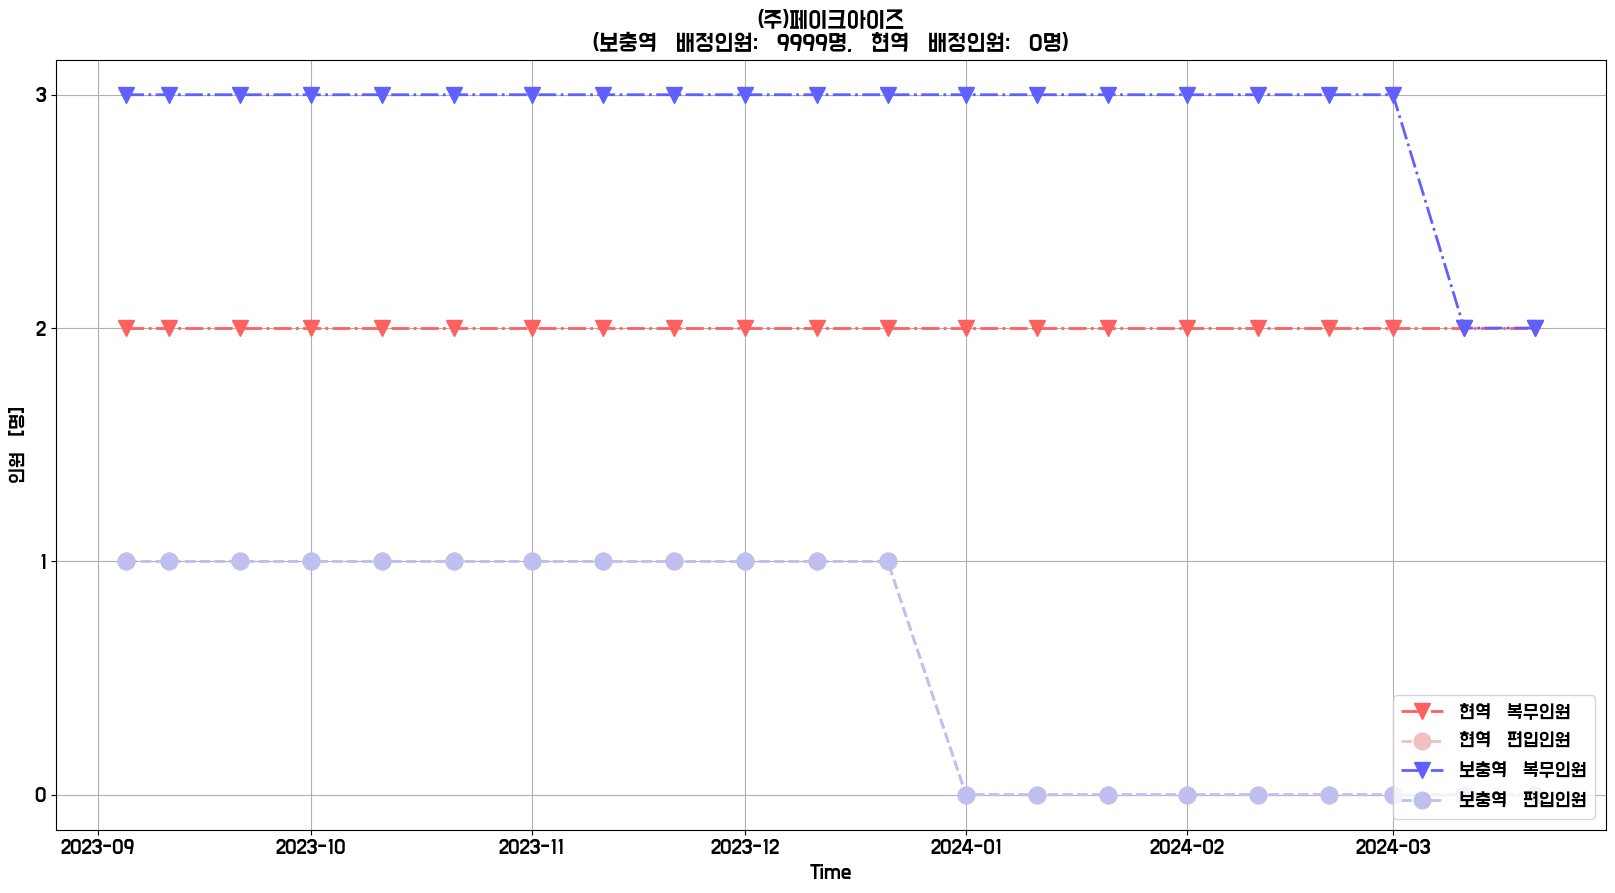 (주)페이크아이즈
(보충역 배정인원: 9999명, 현역 배정인원: 0명)
3
2
1
0
인원 [명]
현역 복무인원
현역 편입인원
보충역 복무인원
보충역 편입인원
2023-09 2023-10 2023-11 2023-12 2024-01 2024-02 2024-03
Time